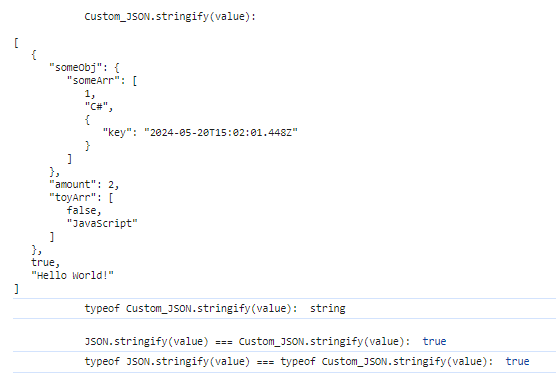 Custom_JSON.stringify(value):
[
{
"someObj": {
"someArr": [
1,
"C#",
{
"key": "2024-05-20T15:02:01.448Z"
}
]
},
"amount": 2,
"toyArr": [
false,
"JavaScript"
]
},
true,
"Hello World!"
]
typeof Custom_JSON.stringify(value): string
JSON.stringify(value) === Custom_JSON.stringify(value): true
typeof JSON.stringify(value) === typeof Custom_JSON.stringify(value): true